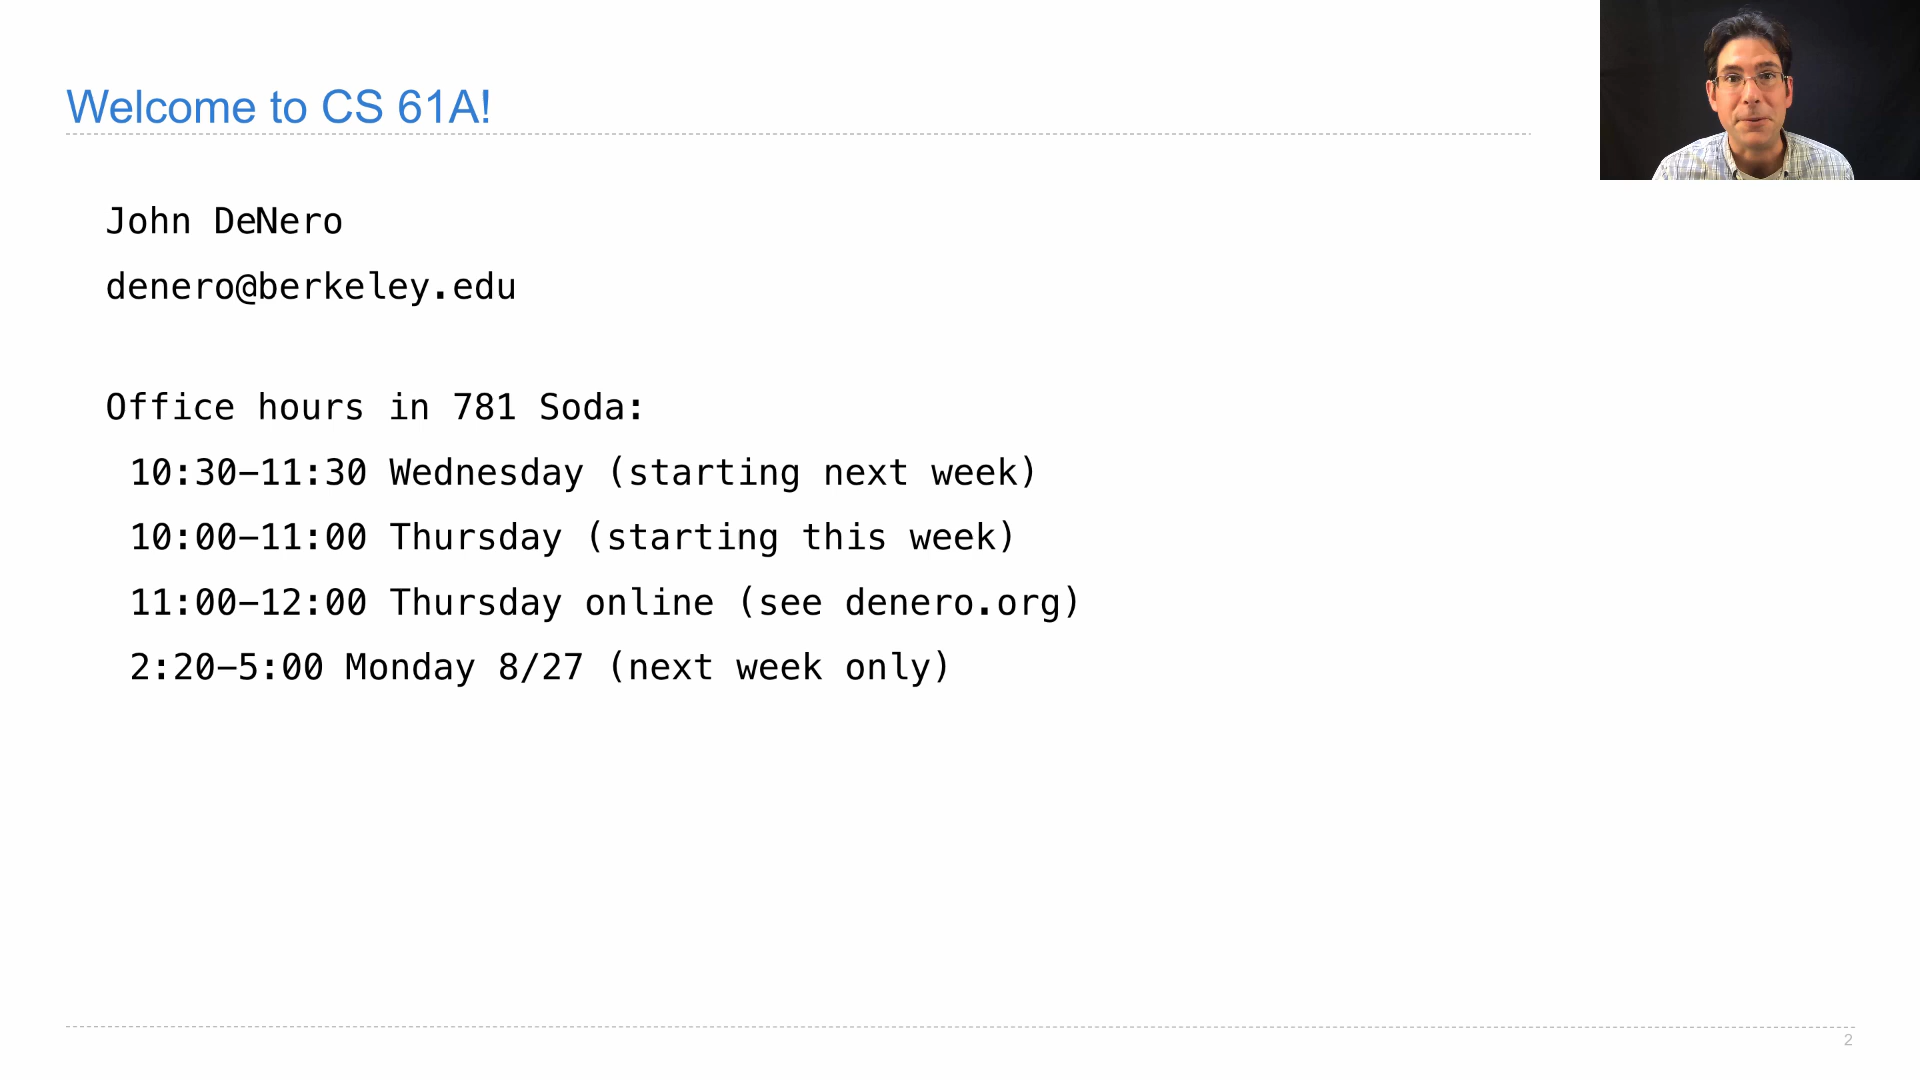 Welcome to CS 61A!
John DeNero
denero@berkeley.edu
Office hours in 781 Soda:
10:30–11:30 Wednesday (starting next week)
10:00–11:00 Thursday (starting this week)
11:00–12:00 Thursday online (see denero.org)
2:20–5:00 Monday 8/27 (next week only)
2